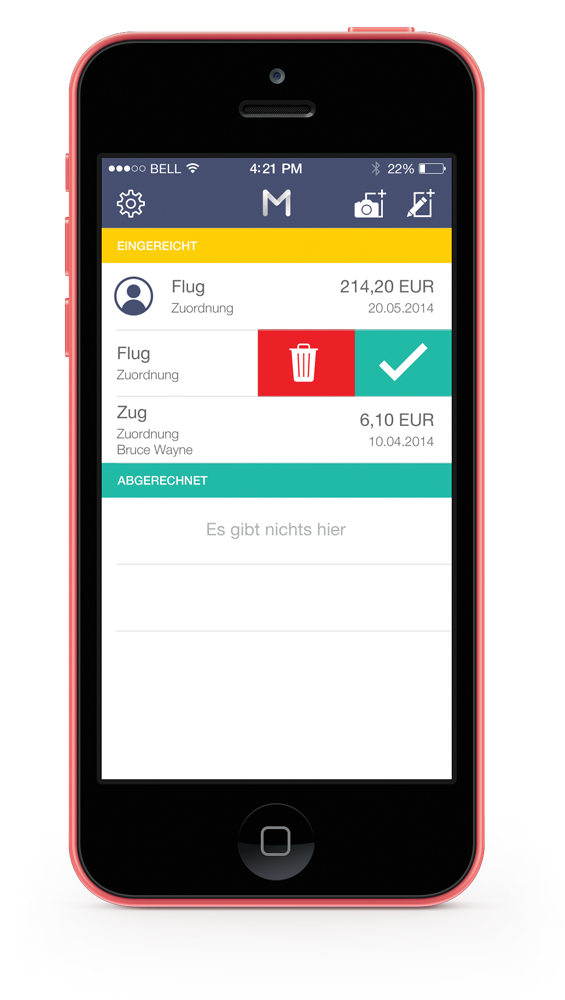 BELL 4:21 PM 22%
M
EINGEREICHT
Flug 214,20 EUR
Zuordnung 20.05.2014
Flug
Zuordnung
Zug 6,10 EUR
Zuordnung 10.04.2014
Bruce Wayne
ABGERECHNET
Es gibt nichts hier